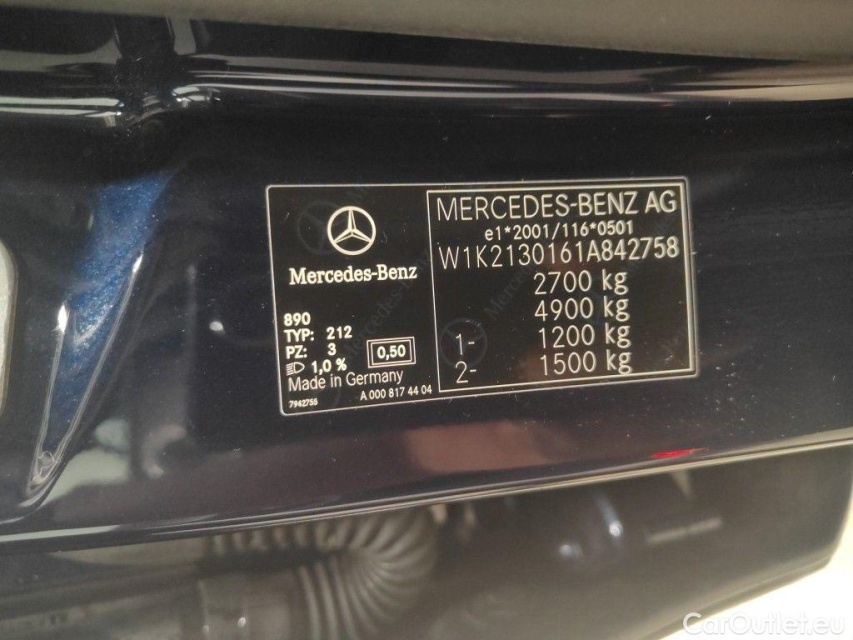 Mercedes-Benz
890
TYP: 212
PZ: 3
1,0 %
0,50
Made in Germany
7942755
A 000 817 44 04
MERCEDES-BENZ AG
e1*2001/116*0501
W1K2130161A842758
2700 kg
4900 kg
1- 1200 kg
2- 1500 kg
CarOutlet.eu